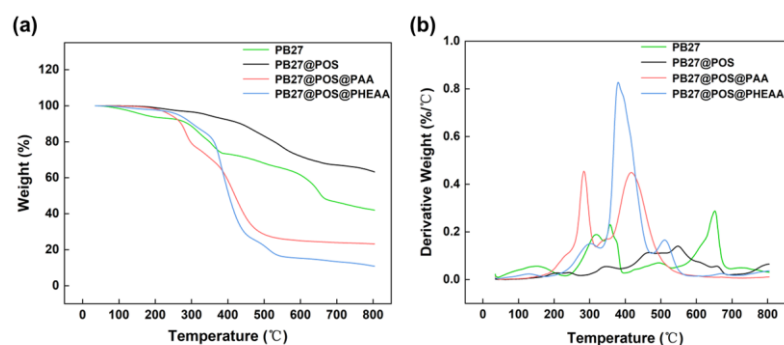 (a)
PB27
PB27@POS
PB27@POS@PAA
PB27@POS@PHEAA
120
100
80
60
40
20
0
Weight (%)
0 100 200 300 400 500 600 700 800
Temperature (℃)
(b)
PB27
PB27@POS
PB27@POS@PAA
PB27@POS@PHEAA
1.0
0.8
0.6
0.4
0.2
0.0
Derivative Weight (%/℃)
0 100 200 300 400 500 600 700 800
Temperature (℃)